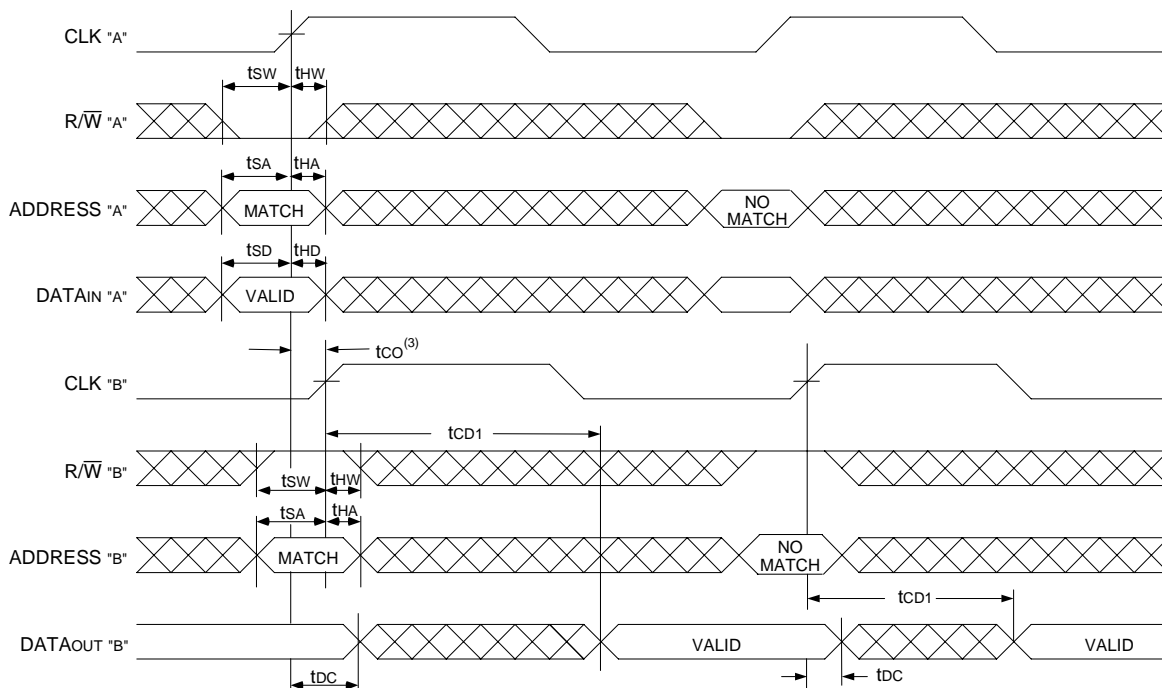 CLK "A"
tSW tHW
R/W̅ "A"
tSA tHA
ADDRESS "A" MATCH NO MATCH
tSD tHD
DATAIN "A" VALID
tCO(3)
CLK "B"
tCD1
R/W̅ "B"
tSW tHW
tSA tHA
ADDRESS "B" MATCH NO MATCH
tCD1
DATAOUT "B" VALID VALID
tDC tDC